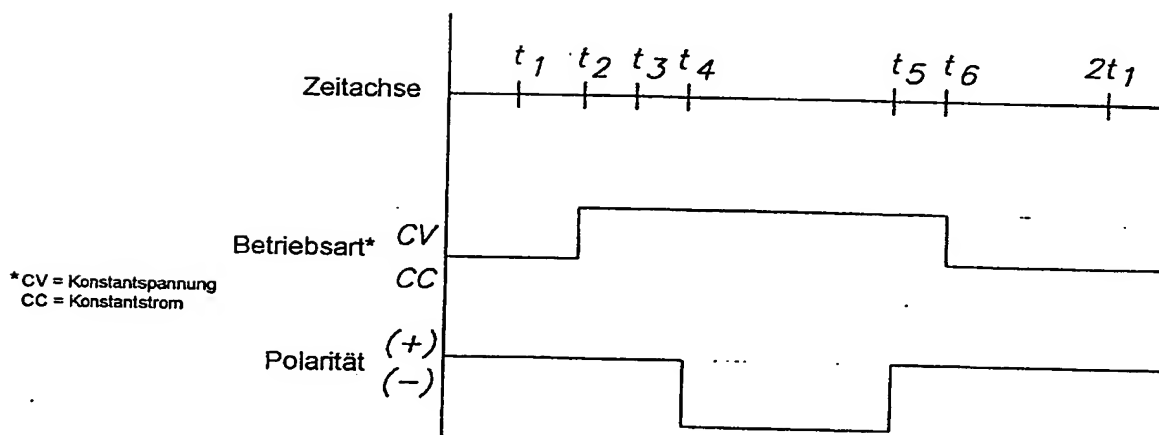 t1 t2 t3 t4 t5 t6 2t1
Zeitachse
Betriebsart* CV
CC
*CV = Konstantspannung
CC = Konstantstrom
Polarität (+)
(-)